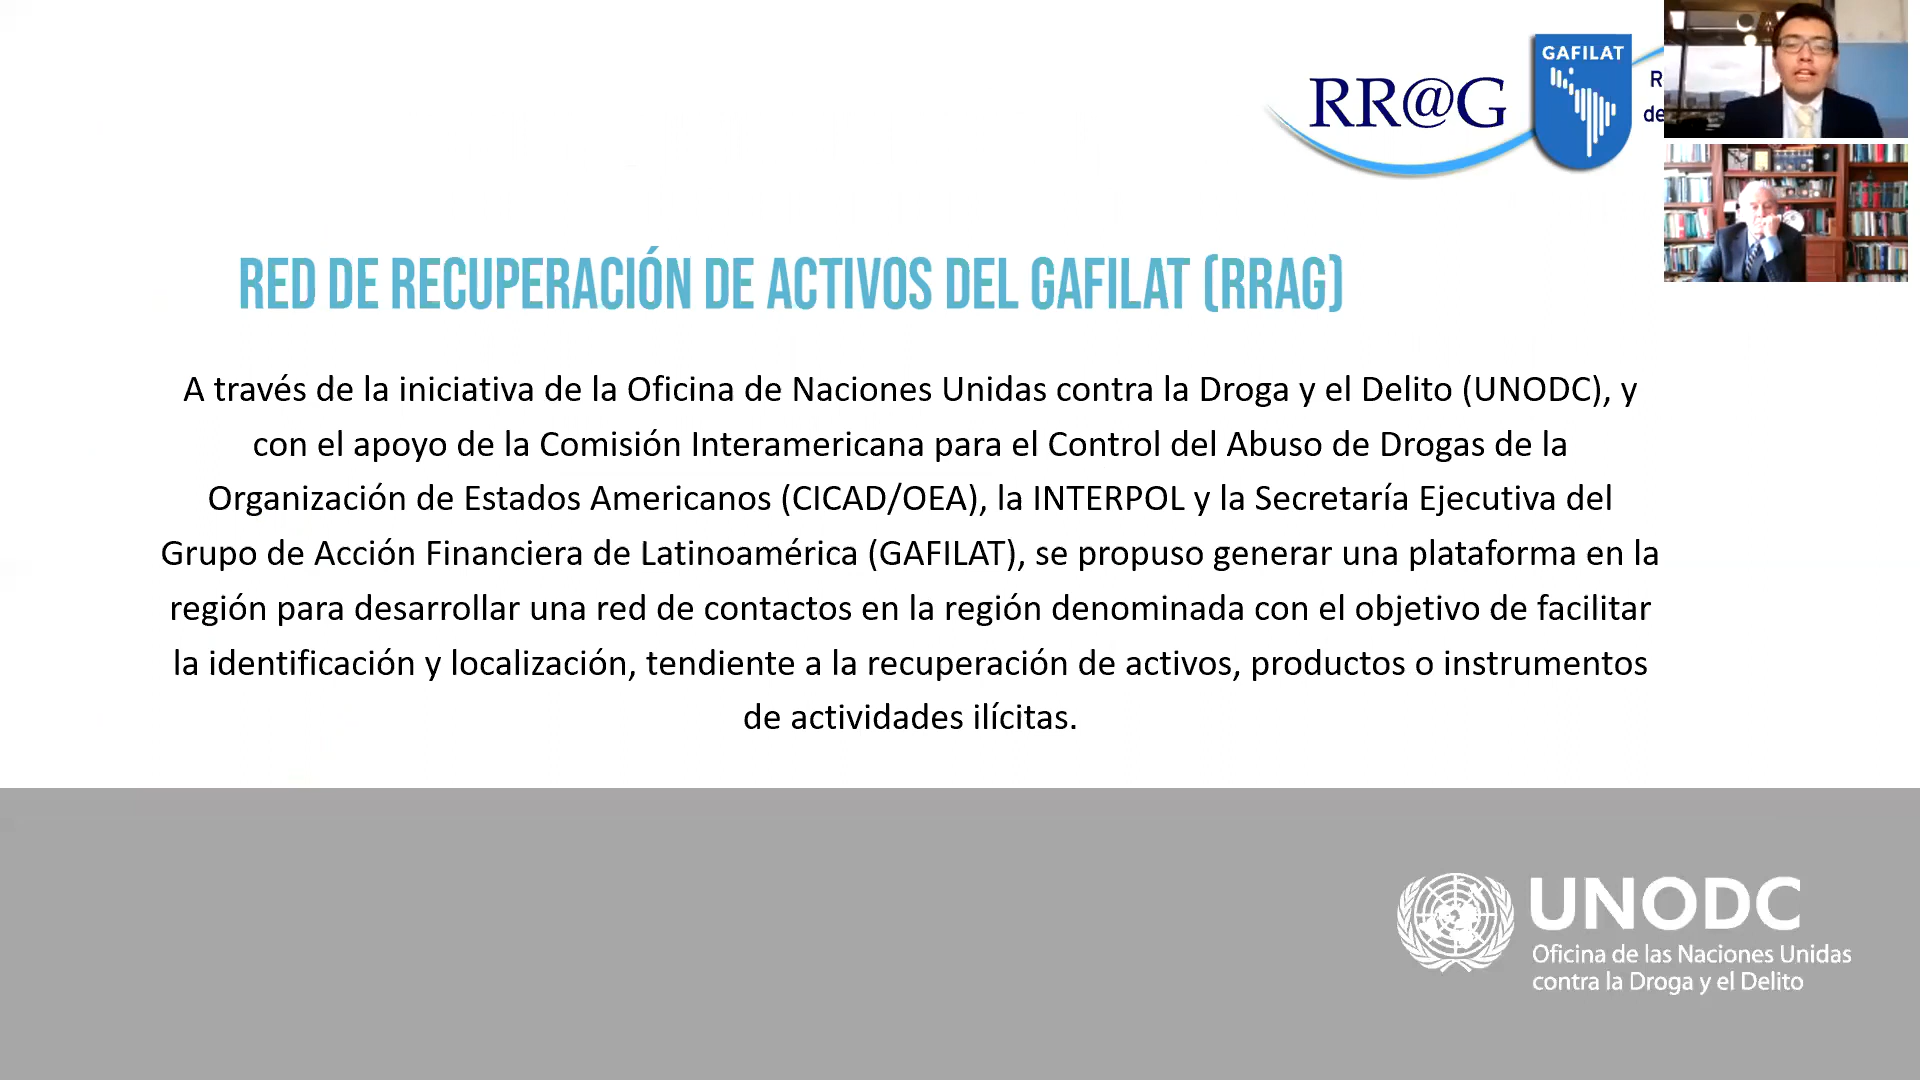 RR@G
GAFILAT
R
de
RED DE RECUPERACIÓN DE ACTIVOS DEL GAFILAT (RRAG)
A través de la iniciativa de la Oficina de Naciones Unidas contra la Droga y el Delito (UNODC), y
con el apoyo de la Comisión Interamericana para el Control del Abuso de Drogas de la
Organización de Estados Americanos (CICAD/OEA), la INTERPOL y la Secretaría Ejecutiva del
Grupo de Acción Financiera de Latinoamérica (GAFILAT), se propuso generar una plataforma en la
región para desarrollar una red de contactos en la región denominada con el objetivo de facilitar
la identificación y localización, tendiente a la recuperación de activos, productos o instrumentos
de actividades ilícitas.
UNODC
Oficina de las Naciones Unidas
contra la Droga y el Delito